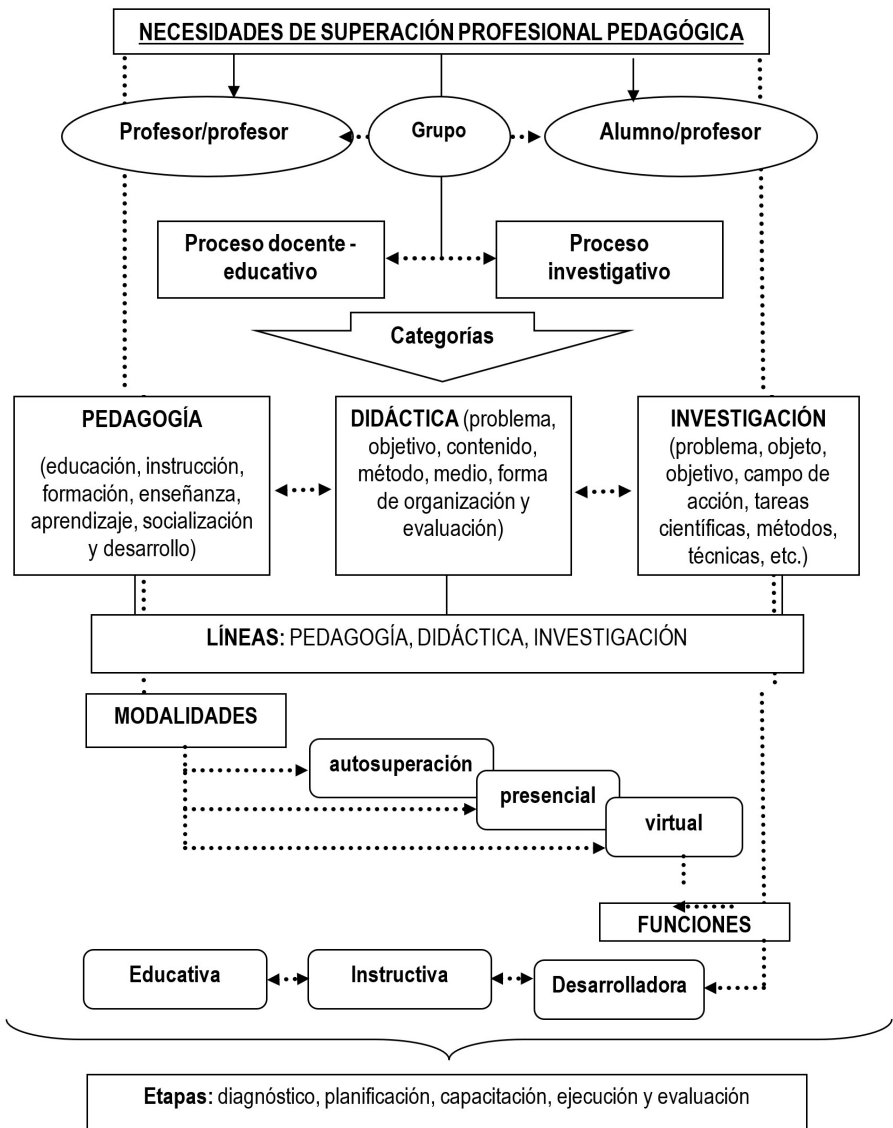 NECESIDADES DE SUPERACIÓN PROFESIONAL PEDAGÓGICA
Profesor/profesor
Grupo
Alumno/profesor
Proceso docente -
educativo
Proceso
investigativo
Categorías
PEDAGOGÍA
(educación, instrucción,
formación, enseñanza,
aprendizaje, socialización
y desarrollo)
DIDÁCTICA (problema,
objetivo, contenido,
método, medio, forma
de organización y
evaluación)
INVESTIGACIÓN
(problema, objeto,
objetivo, campo de
acción, tareas
científicas, métodos,
técnicas, etc.)
LÍNEAS: PEDAGOGÍA, DIDÁCTICA, INVESTIGACIÓN
MODALIDADES
autosuperación
presencial
virtual
FUNCIONES
Educativa
Instructiva
Desarrolladora
Etapas: diagnóstico, planificación, capacitación, ejecución y evaluación